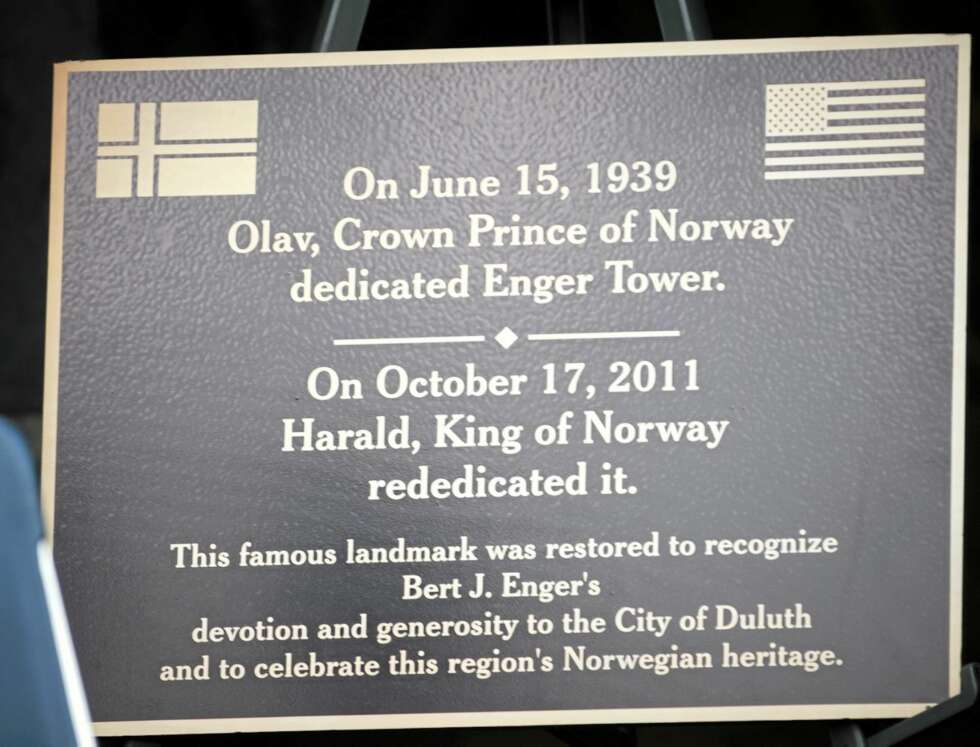 On June 15, 1939
Olav, Crown Prince of Norway
dedicated Enger Tower.
On October 17, 2011
Harald, King of Norway
rededicated it.
This famous landmark was restored to recognize
Bert J. Enger's
devotion and generosity to the City of Duluth
and to celebrate this region's Norwegian heritage.